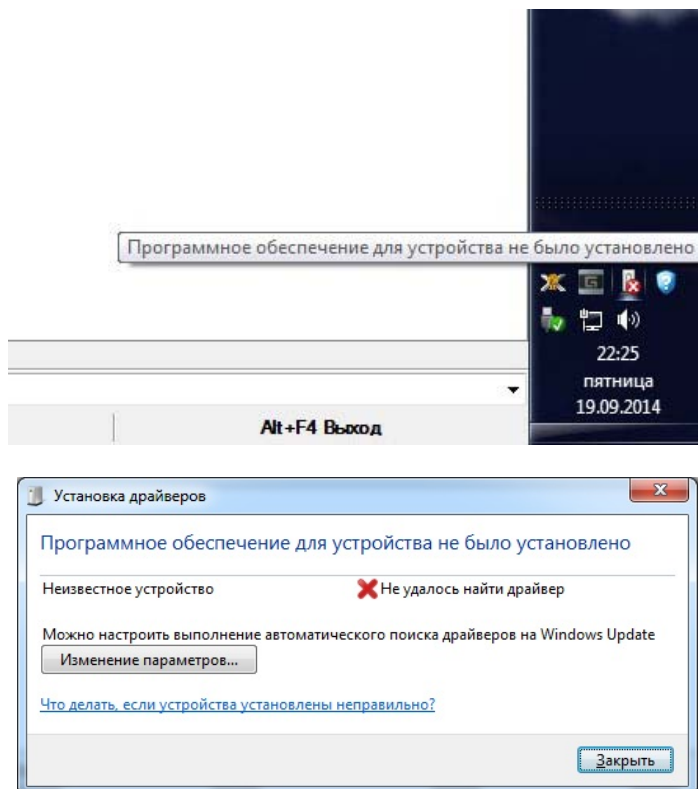 Программное обеспечение для устройства не было установлено
22:25
пятница
19.09.2014
Alt+F4 Выход
Установка драйверов
Программное обеспечение для устройства не было установлено
Неизвестное устройство Не удалось найти драйвер
Можно настроить выполнение автоматического поиска драйверов на Windows Update
Изменение параметров...
Что делать, если устройства установлены неправильно?
Закрыть